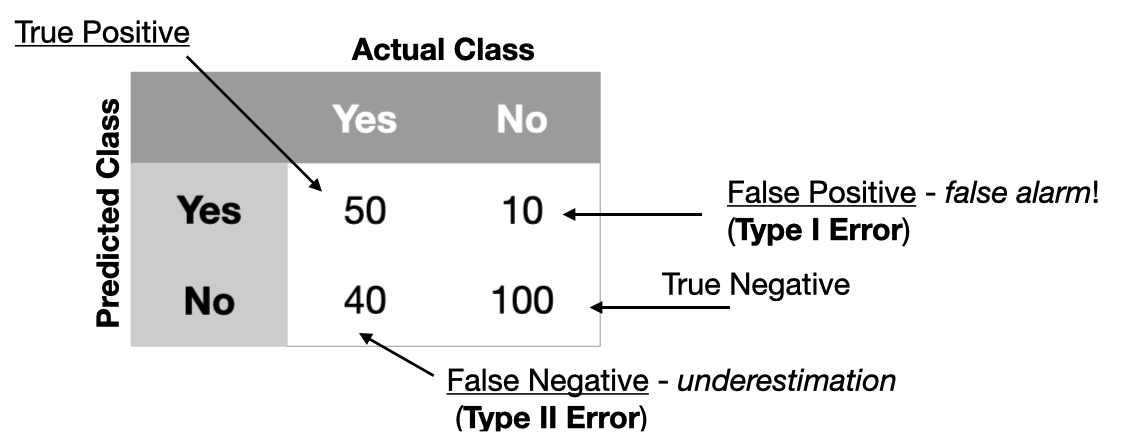 True Positive
Actual Class
Predicted Class
Yes No
Yes 50 10
False Positive - false alarm!
(Type I Error)
No 40 100
True Negative
False Negative - underestimation
(Type II Error)